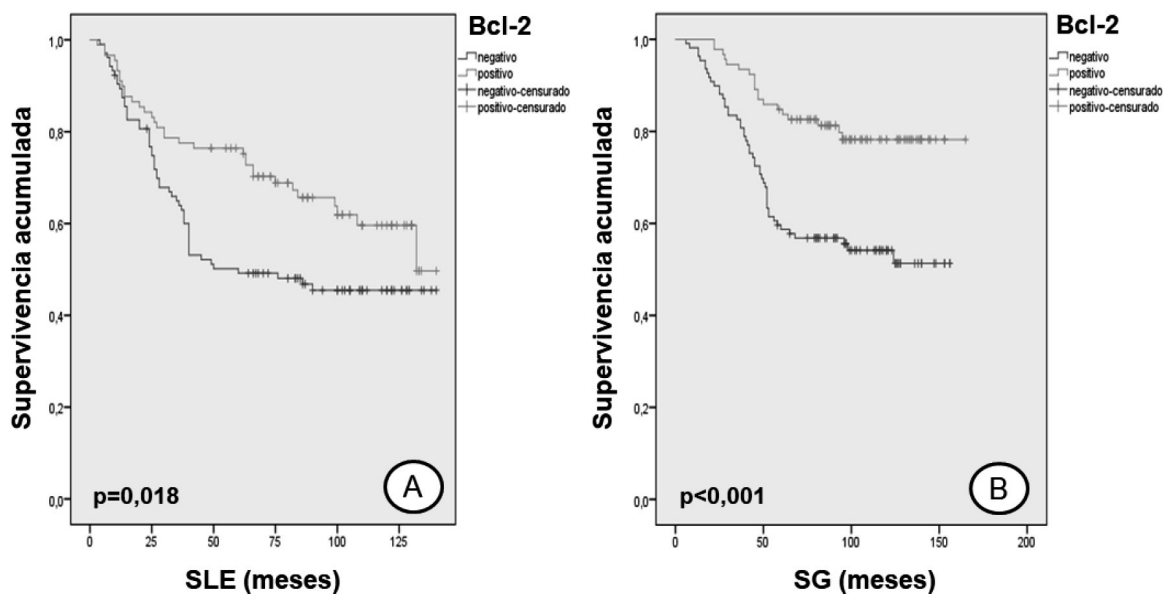 Bcl-2
negativo
positivo
negativo-censurado
positivo-censurado
Supervivencia acumulada
1,0
0,8
0,6
0,4
0,2
0,0
p=0,018
A
0 25 50 75 100 125
SLE (meses)
Bcl-2
negativo
positivo
negativo-censurado
positivo-censurado
Supervivencia acumulada
1,0
0,8
0,6
0,4
0,2
0,0
p<0,001
B
0 50 100 150 200
SG (meses)